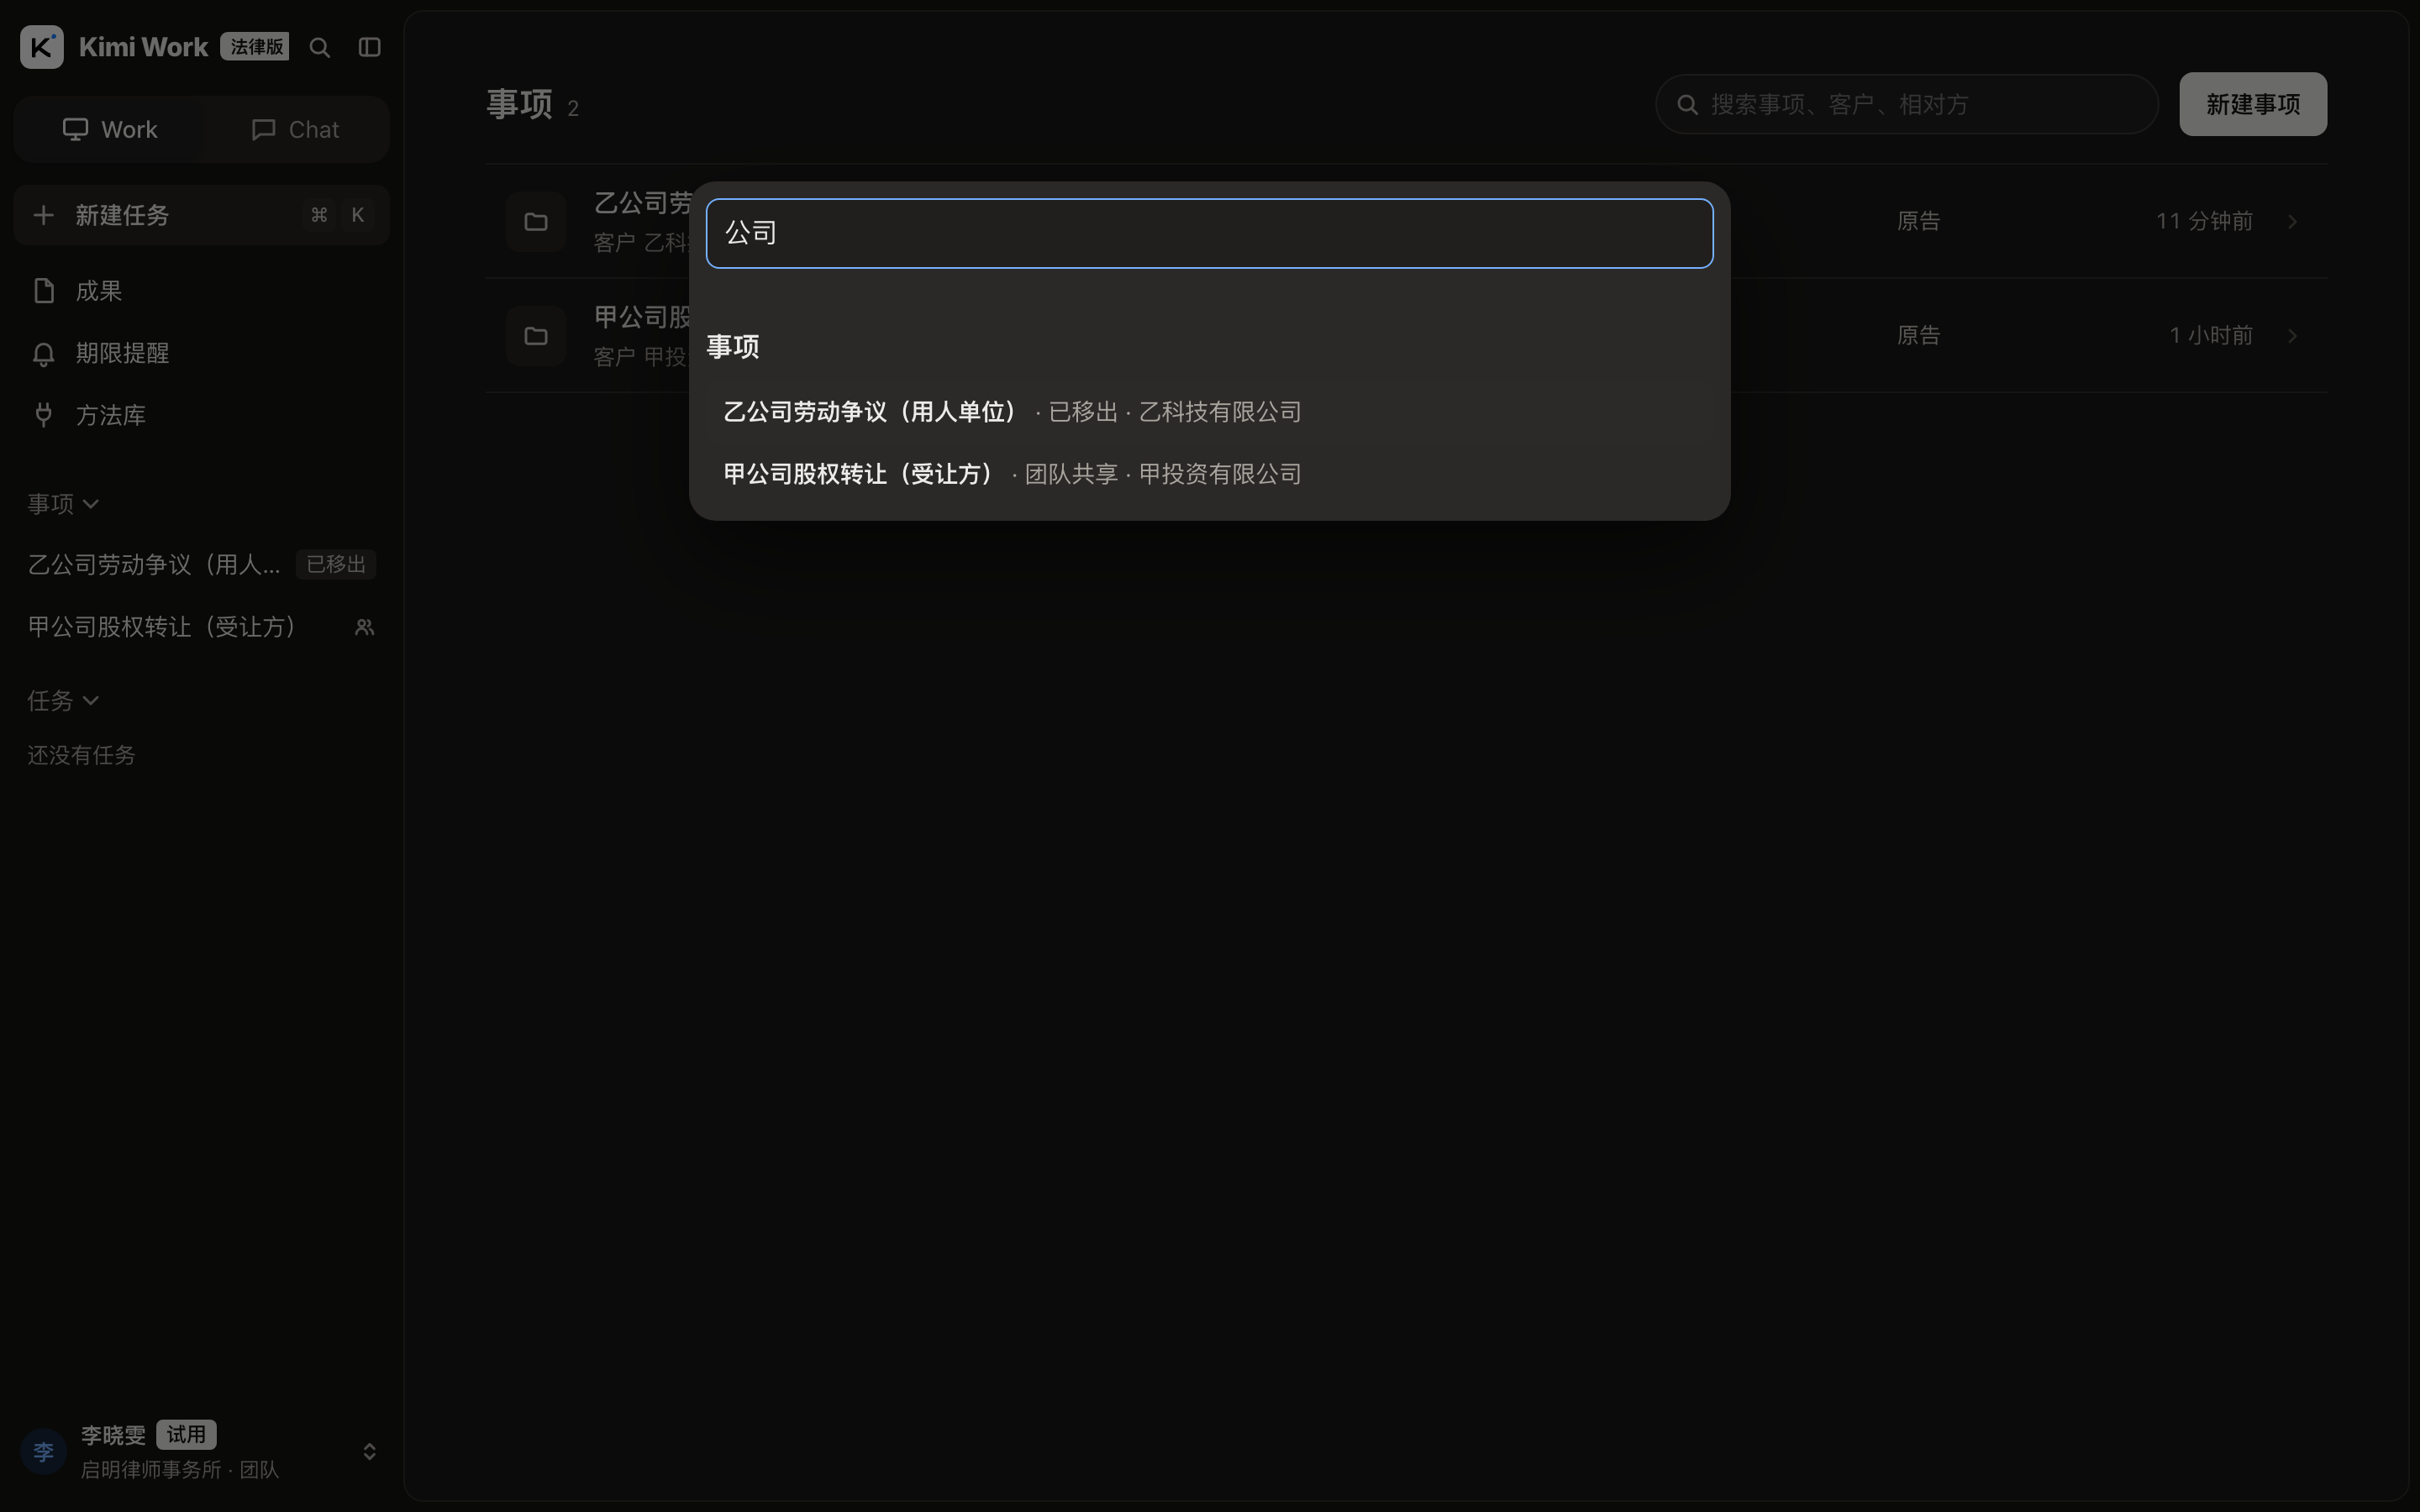 Kimi Work 法律版
Work
Chat
新建任务 ⌘ K
成果
期限提醒
方法库
事项
乙公司劳动争议（用人... 已移出
甲公司股权转让（受让方）
任务
还没有任务
李 李晓雯 试用
启明律师事务所 · 团队
事项 2
搜索事项、客户、相对方
新建事项
乙公司劳
客户 乙科
原告
11 分钟前
甲公司股
客户 甲投
原告
1 小时前
公司
事项
乙公司劳动争议（用人单位） · 已移出 · 乙科技有限公司
甲公司股权转让（受让方） · 团队共享 · 甲投资有限公司